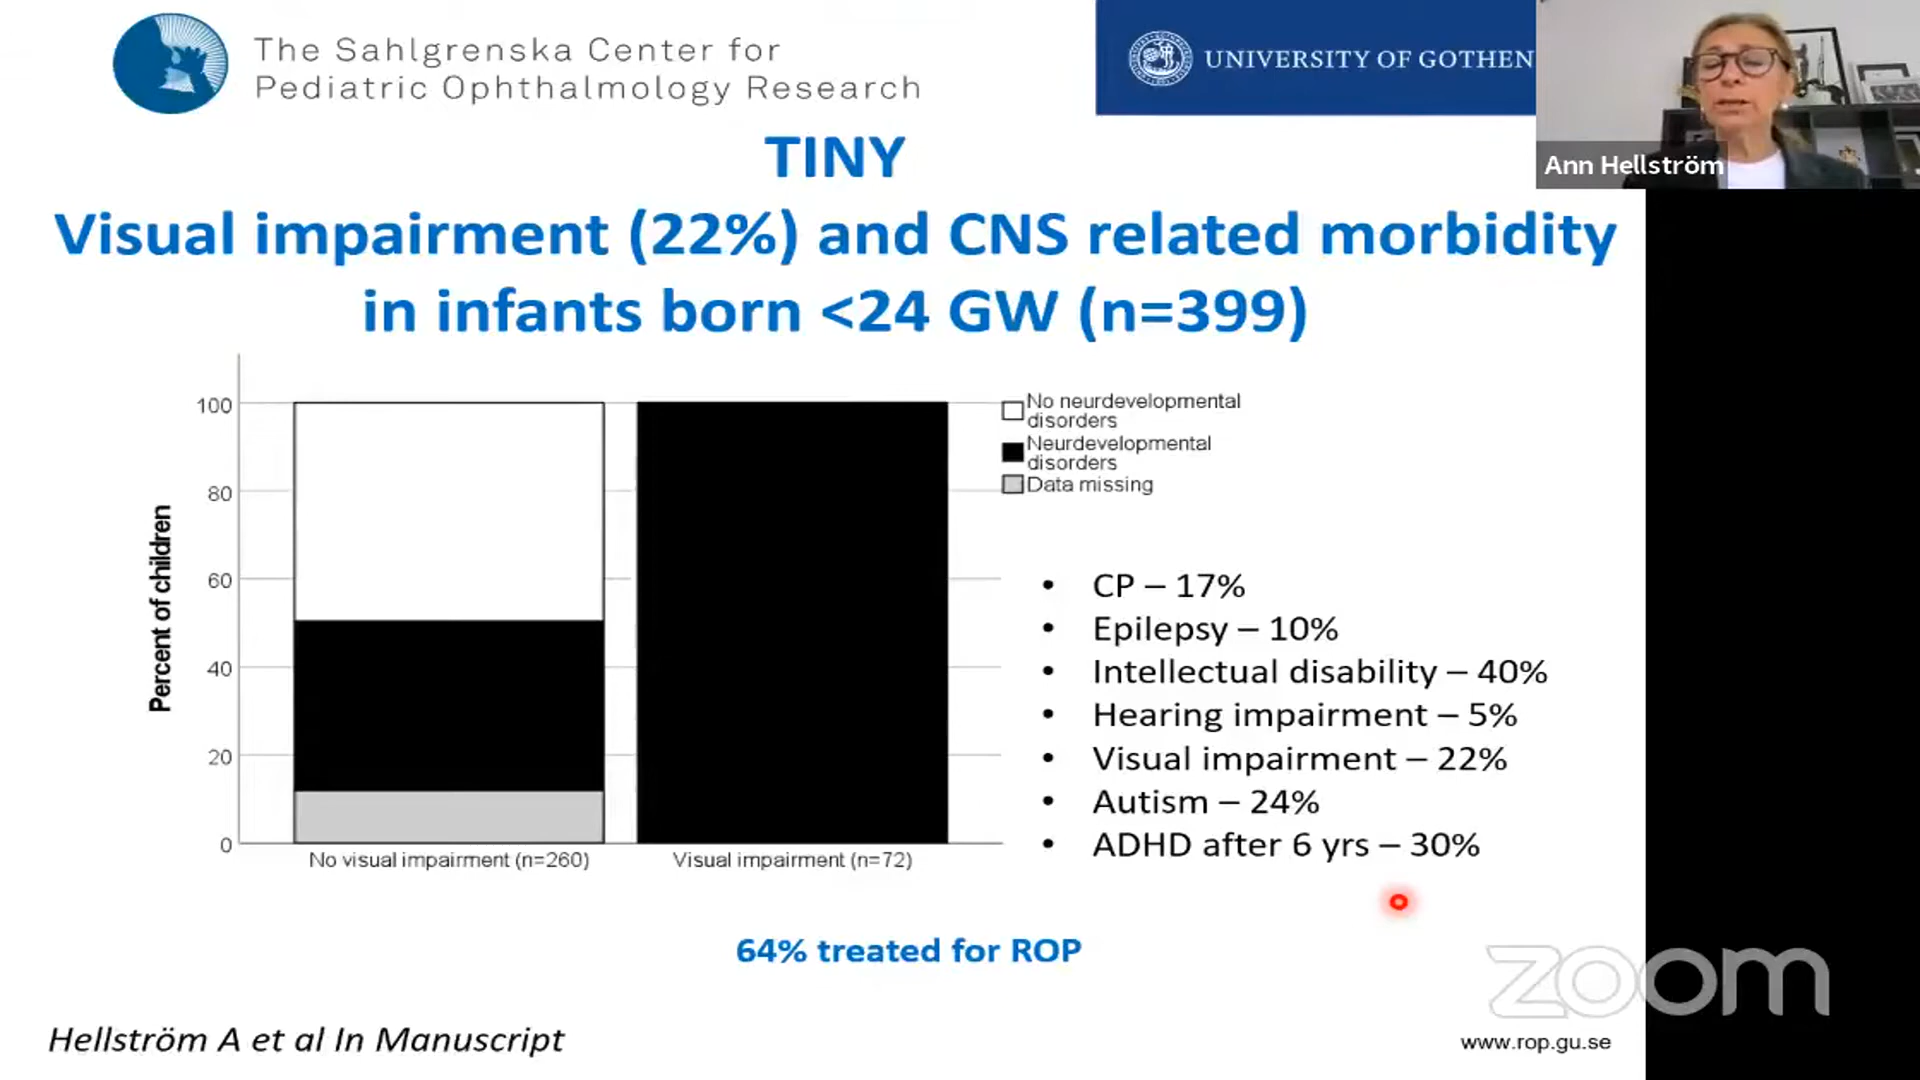 The Sahlgrenska Center for
Pediatric Ophthalmology Research
UNIVERSITY OF GOTHEN
Ann Hellström
TINY
Visual impairment (22%) and CNS related morbidity
in infants born <24 GW (n=399)
Percent of children
100
80
60
40
20
0
No visual impairment (n=260)
Visual impairment (n=72)
No neurdevelopmental
disorders
Neurdevelopmental
disorders
Data missing
• CP – 17%
• Epilepsy – 10%
• Intellectual disability – 40%
• Hearing impairment – 5%
• Visual impairment – 22%
• Autism – 24%
• ADHD after 6 yrs – 30%
64% treated for ROP
zoom
Hellström A et al In Manuscript
www.rop.gu.se